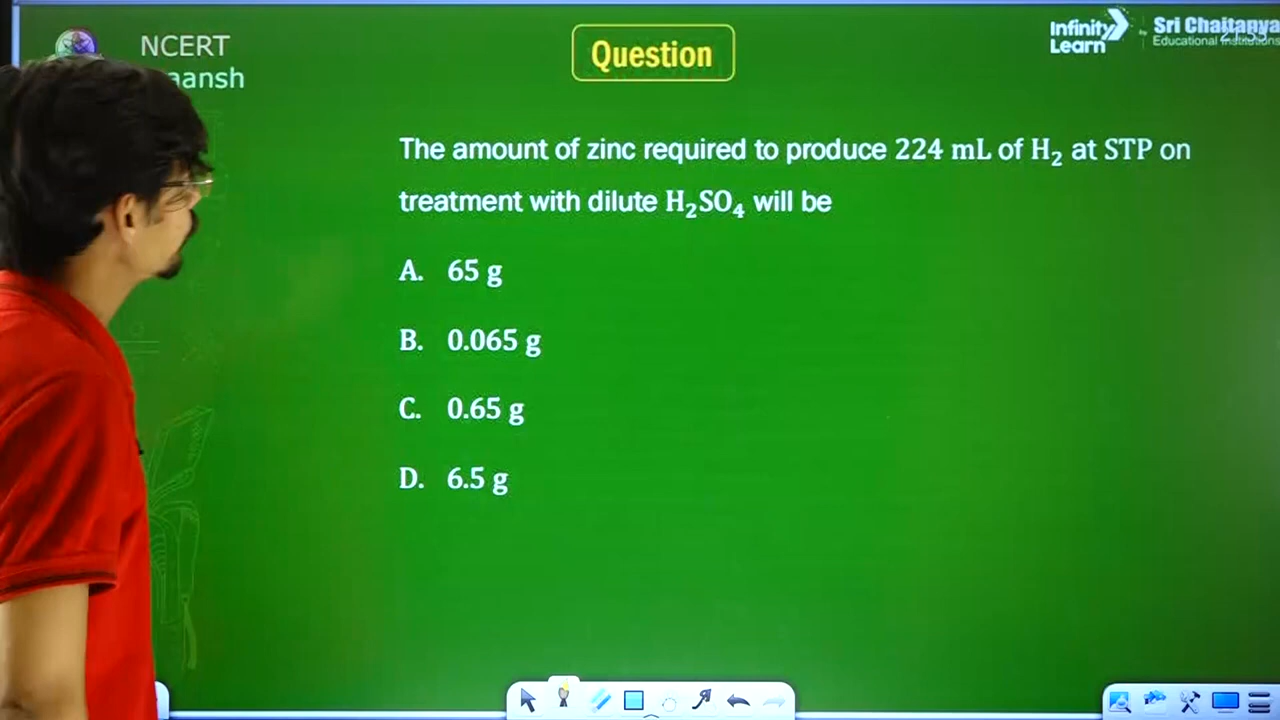 NCERT
Question
Infinity
Learn
Sri Chaitanya
Educational Institutions
The amount of zinc required to produce 224 mL of H₂ at STP on
treatment with dilute H₂SO₄ will be
A. 65 g
B. 0.065 g
C. 0.65 g
D. 6.5 g